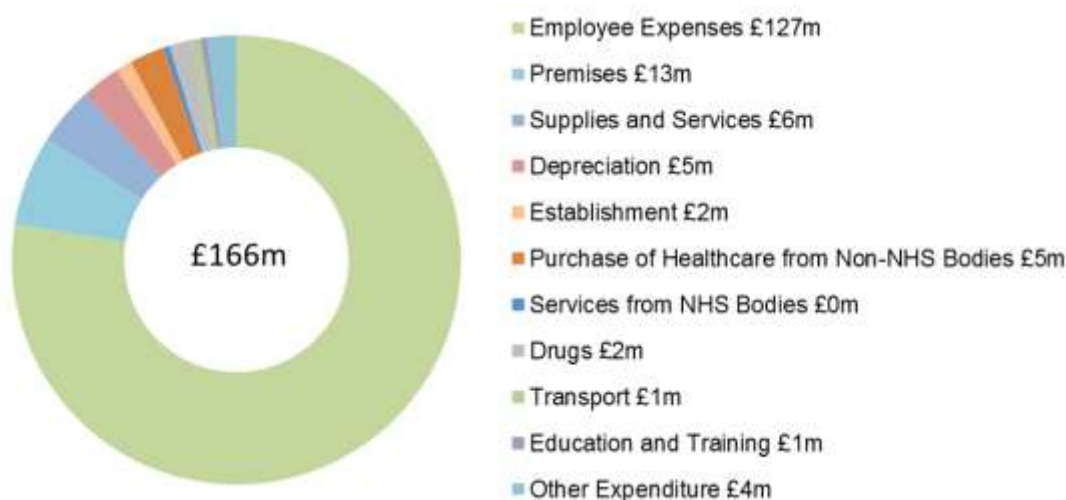 £166m
Employee Expenses £127m
Premises £13m
Supplies and Services £6m
Depreciation £5m
Establishment £2m
Purchase of Healthcare from Non-NHS Bodies £5m
Services from NHS Bodies £0m
Drugs £2m
Transport £1m
Education and Training £1m
Other Expenditure £4m